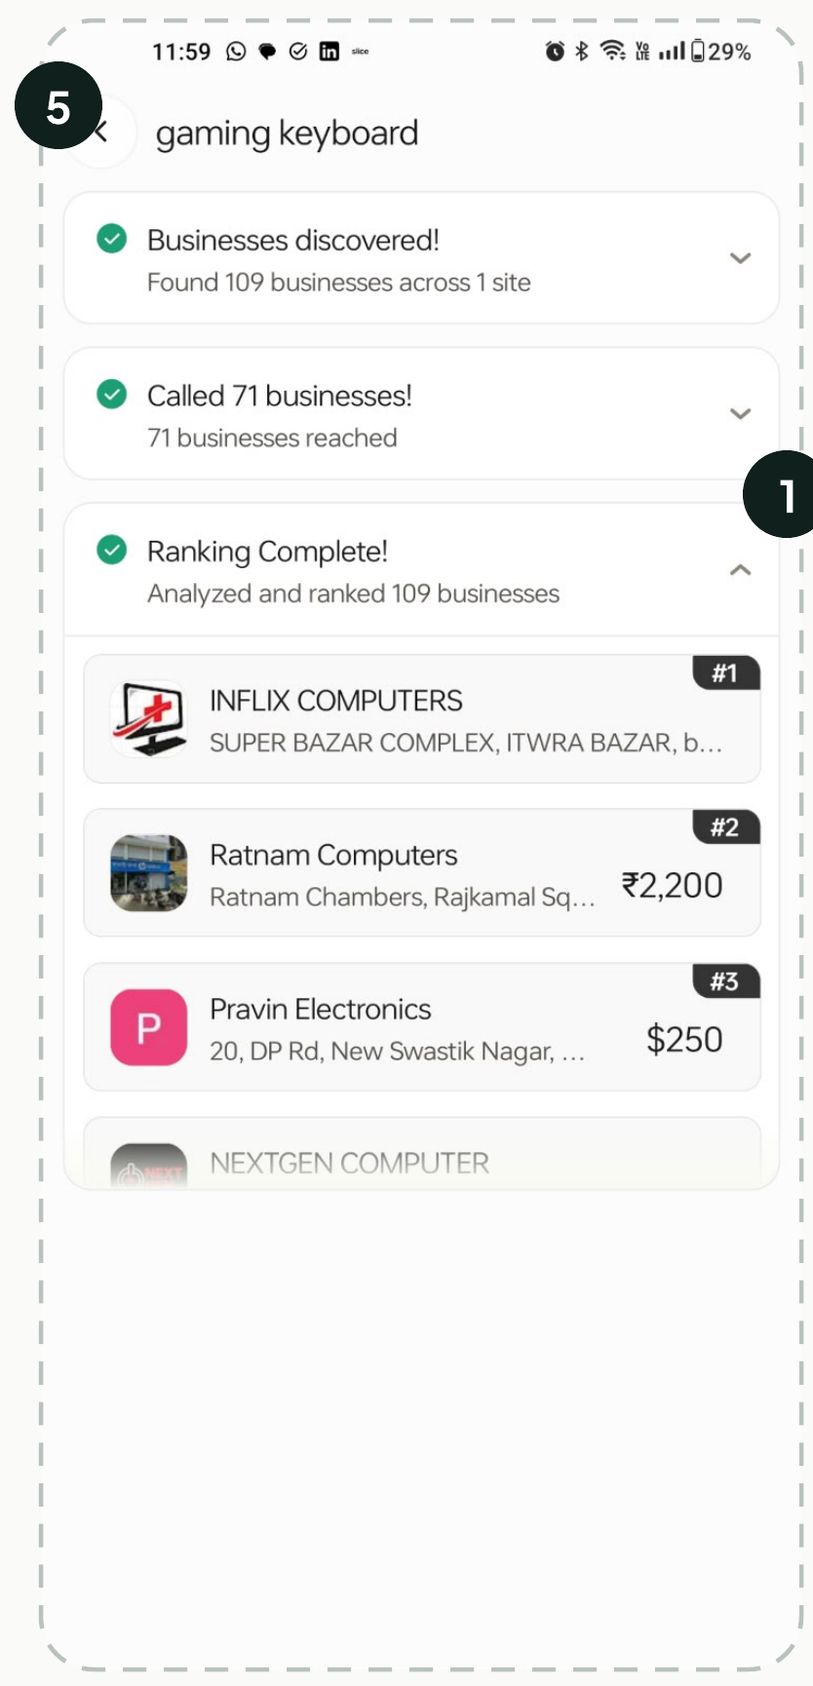 11:59 slice 29%
5
gaming keyboard
Businesses discovered!
Found 109 businesses across 1 site
Called 71 businesses!
71 businesses reached
1
Ranking Complete!
Analyzed and ranked 109 businesses
#1
INFLIX COMPUTERS
SUPER BAZAR COMPLEX, ITWRA BAZAR, b...
#2
Ratnam Computers
Ratnam Chambers, Rajkamal Sq...
₹2,200
#3
P
Pravin Electronics
20, DP Rd, New Swastik Nagar, ...
$250
NEXTGEN COMPUTER
NEXT